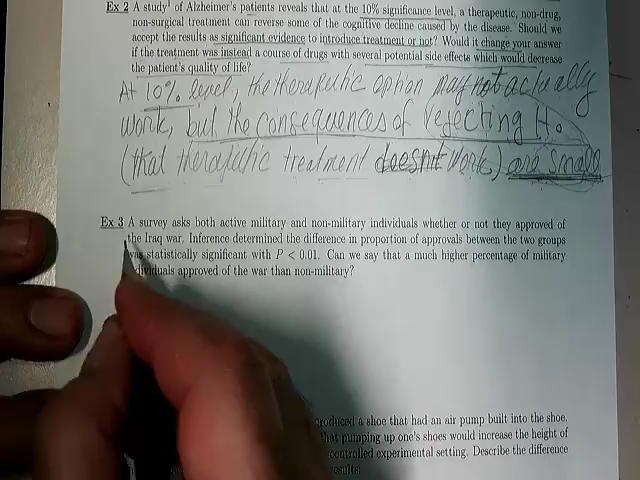 Ex 2 A study¹ of Alzheimer's patients reveals that at the 10% significance level, a therapeutic, non-drug,
non-surgical treatment can reverse some of the cognitive decline caused by the disease. Should we
accept the results as significant evidence to introduce treatment or not? Would it change your answer
if the treatment was instead a course of drugs with several potential side effects which would decrease
the patient's quality of life?
At 10% level, the therapeutic option may not actually
work, but the consequences of rejecting H₀
(that therapeutic treatment doesn't work) are small
Ex 3 A survey asks both active military and non-military individuals whether or not they approved of
the Iraq war. Inference determined the difference in proportion of approvals between the two groups
was statistically significant with P < 0.01. Can we say that a much higher percentage of military
individuals approved of the war than non-military?
produced a shoe that had an air pump built into the shoe.
that pumping up one's shoes would increase the height of
controlled experimental setting. Describe the difference
results: